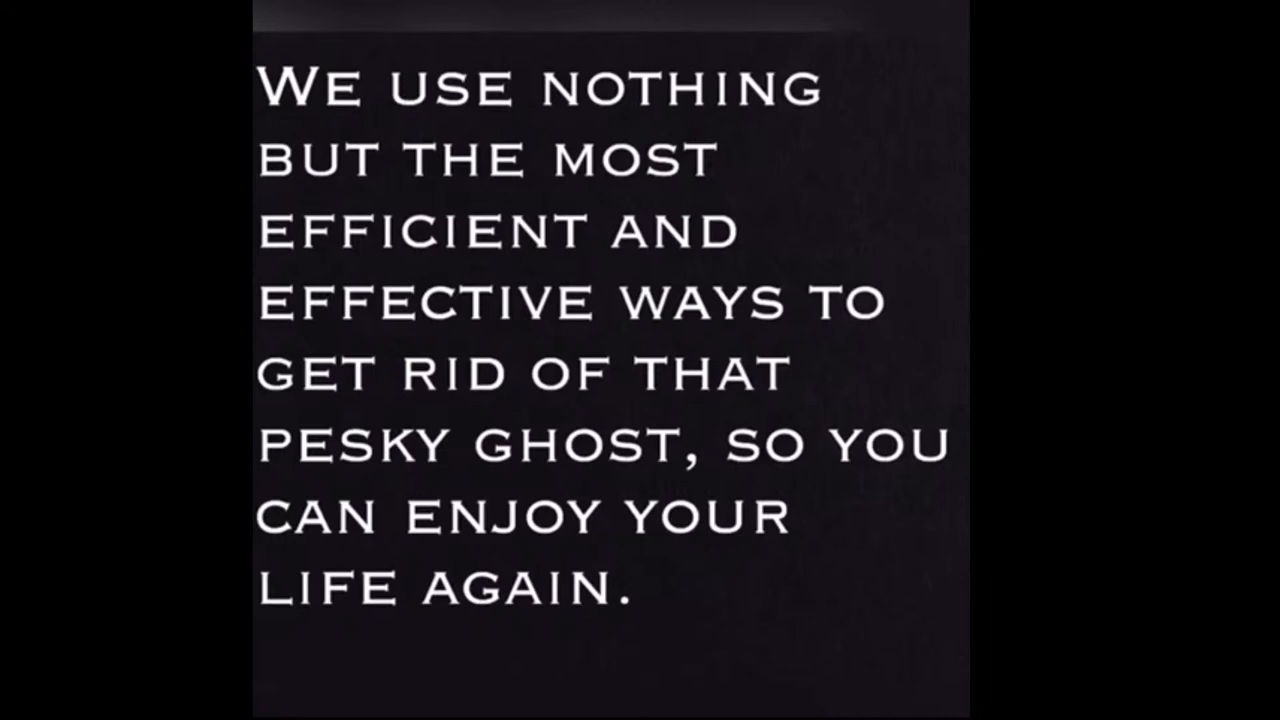 We use nothing
but the most
efficient and
effective ways to
get rid of that
pesky ghost, so you
can enjoy your
life again.